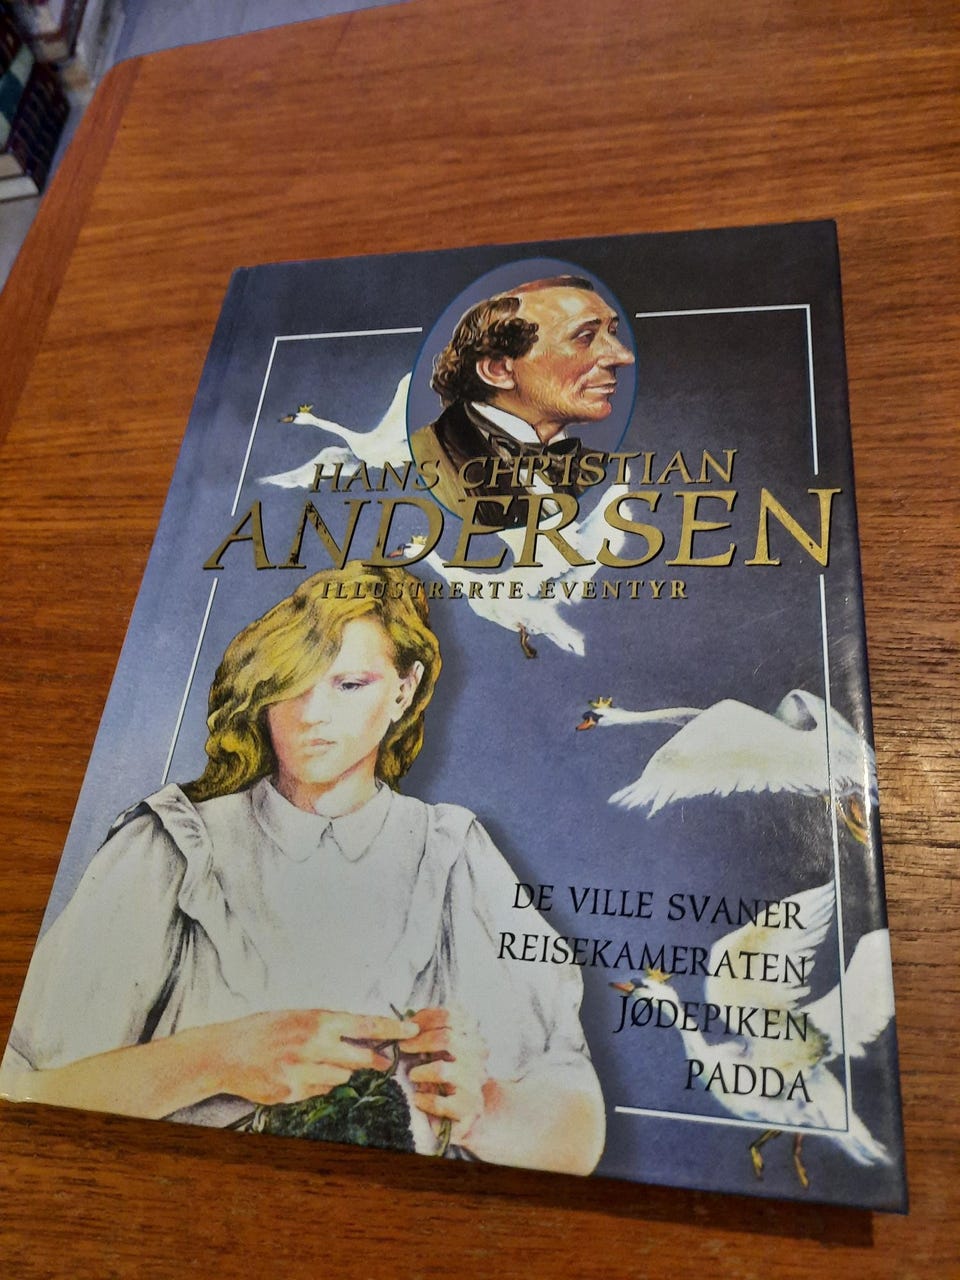 HANS CHRISTIAN
ANDERSEN
ILLUSTRERTE EVENTYR
DE VILLE SVANER
REISEKAMERATEN
JØDEPIKEN
PADDA